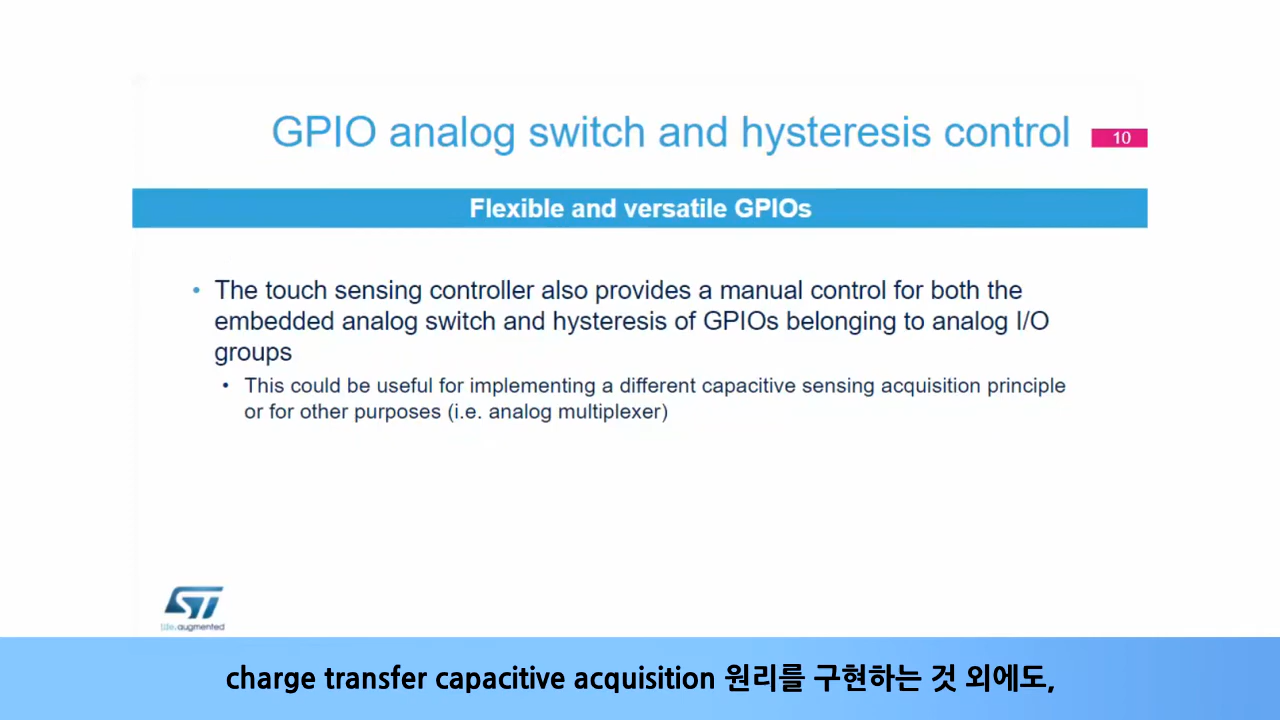 GPIO analog switch and hysteresis control
10
Flexible and versatile GPIOs
• The touch sensing controller also provides a manual control for both the
embedded analog switch and hysteresis of GPIOs belonging to analog I/O
groups
• This could be useful for implementing a different capacitive sensing acquisition principle
or for other purposes (i.e. analog multiplexer)
ST
life.augmented
charge transfer capacitive acquisition 원리를 구현하는 것 외에도,